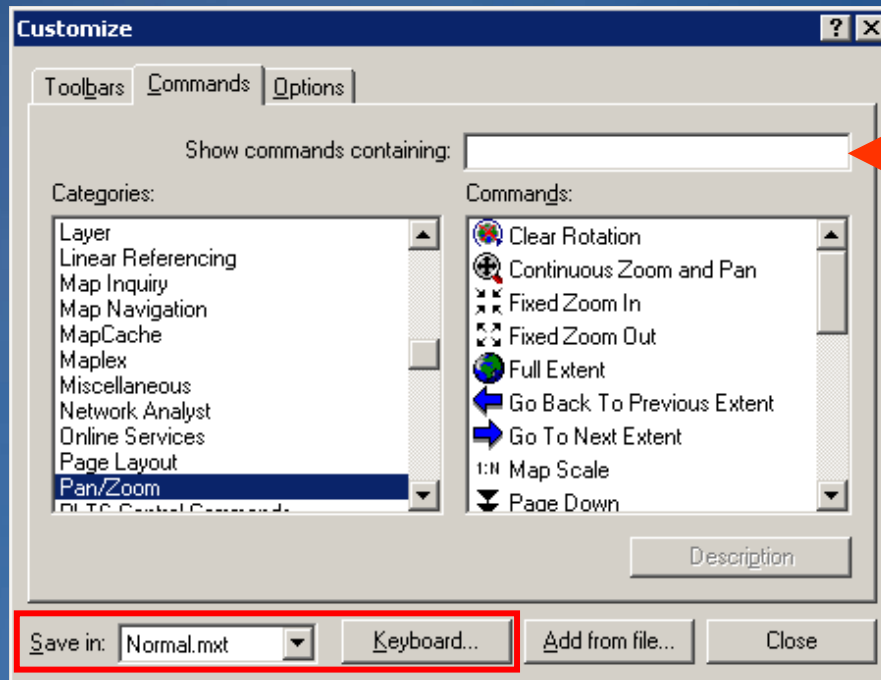 Customize
Toolbars Commands Options
Show commands containing:
Categories:
Layer
Linear Referencing
Map Inquiry
Map Navigation
MapCache
Maplex
Miscellaneous
Network Analyst
Online Services
Page Layout
Pan/Zoom
Commands:
Clear Rotation
Continuous Zoom and Pan
Fixed Zoom In
Fixed Zoom Out
Full Extent
Go Back To Previous Extent
Go To Next Extent
1:N Map Scale
Page Down
Description
Save in: Normal.mxt Keyboard... Add from file... Close